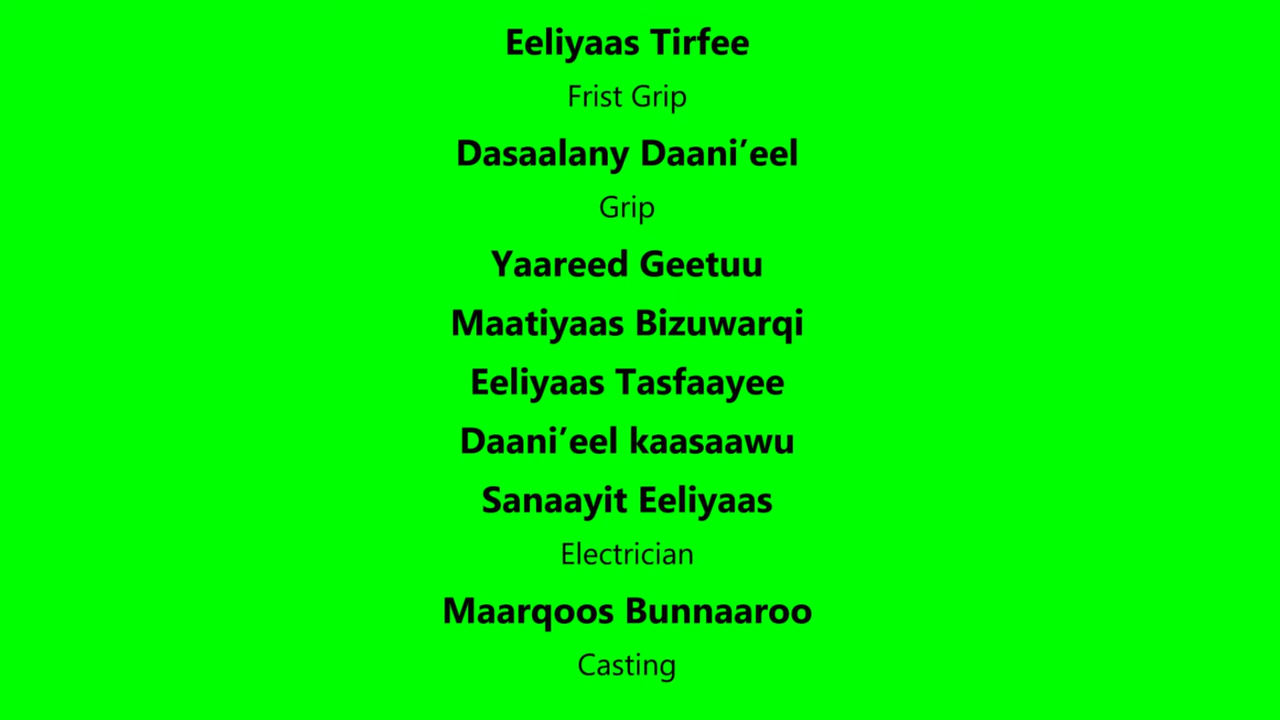 Eeliyaas Tirfee
Frist Grip
Dasaalany Daani’eel
Grip
Yaareed Geetuu
Maatiyaas Bizuwarqi
Eeliyaas Tasfaayee
Daani’eel kaasaawu
Sanaayit Eeliyaas
Electrician
Maarqoos Bunnaaroo
Casting